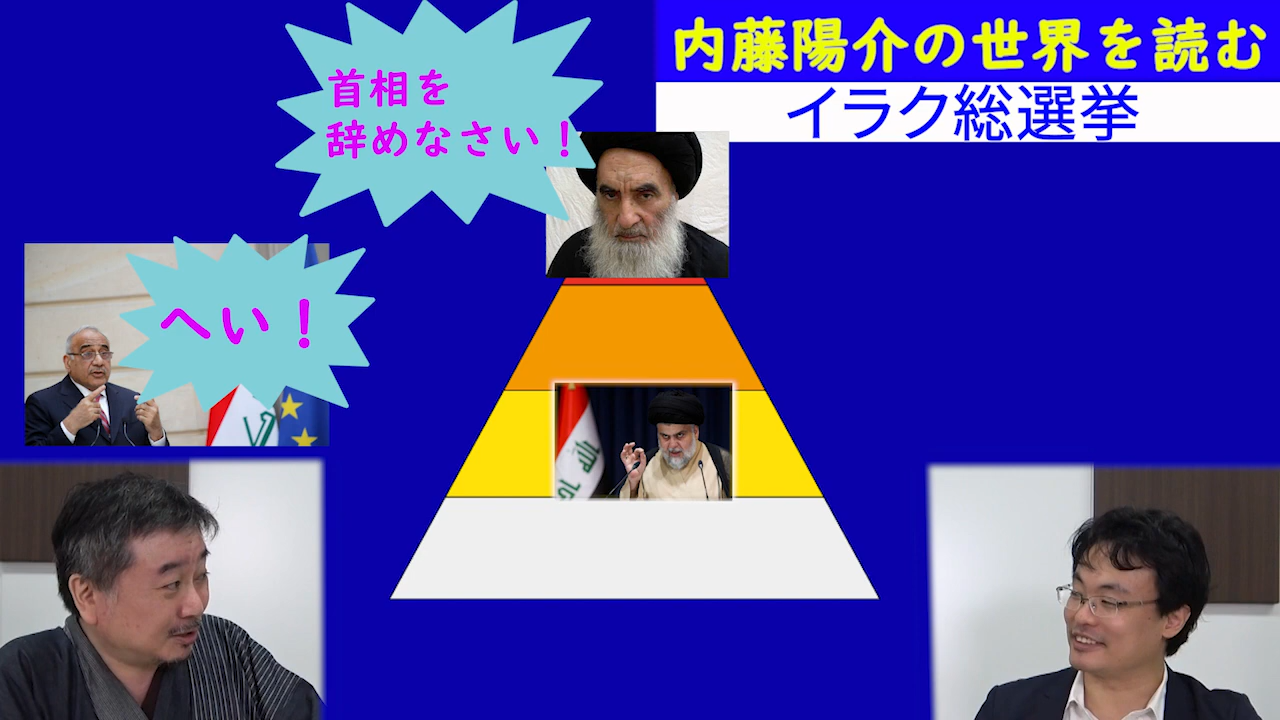 内藤陽介の世界を読む
イラク総選挙
首相を
辞めなさい！
へい！